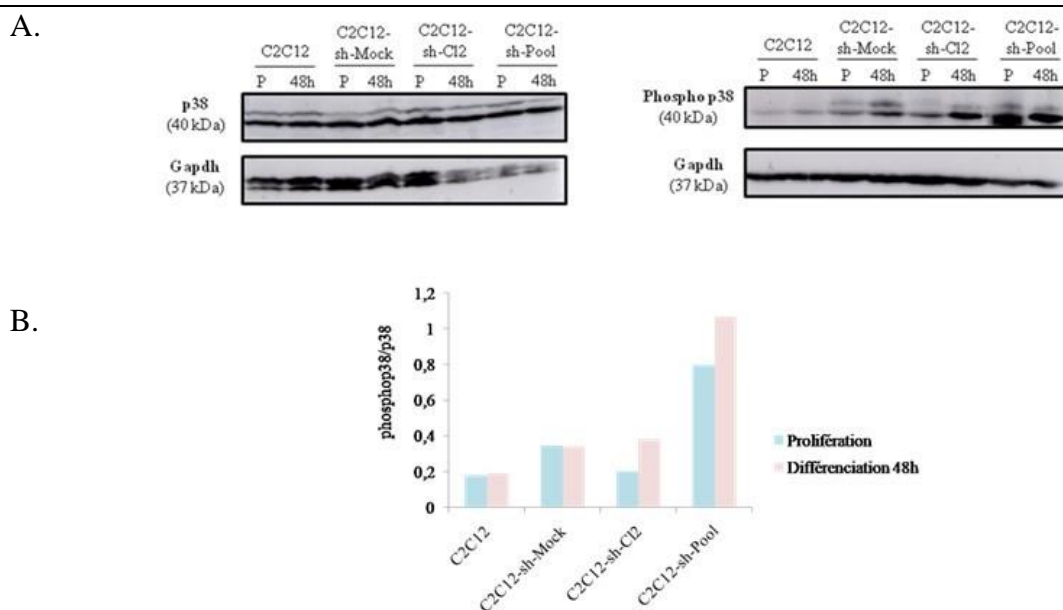 A.
C2C12
C2C12-
sh-Mock
C2C12-
sh-Cl2
C2C12-
sh-Pool
P 48h P 48h P 48h P 48h
p38
(40 kDa)
Gapdh
(37 kDa)
C2C12
C2C12-
sh-Mock
C2C12-
sh-Cl2
C2C12-
sh-Pool
P 48h P 48h P 48h P 48h
Phospho p38
(40 kDa)
Gapdh
(37 kDa)
B.
phosphop38/p38
1,2
1
0,8
0,6
0,4
0,2
0
C2C12
C2C12-sh-Mock
C2C12-sh-Cl2
C2C12-sh-Pool
Prolifération
Différenciation 48h